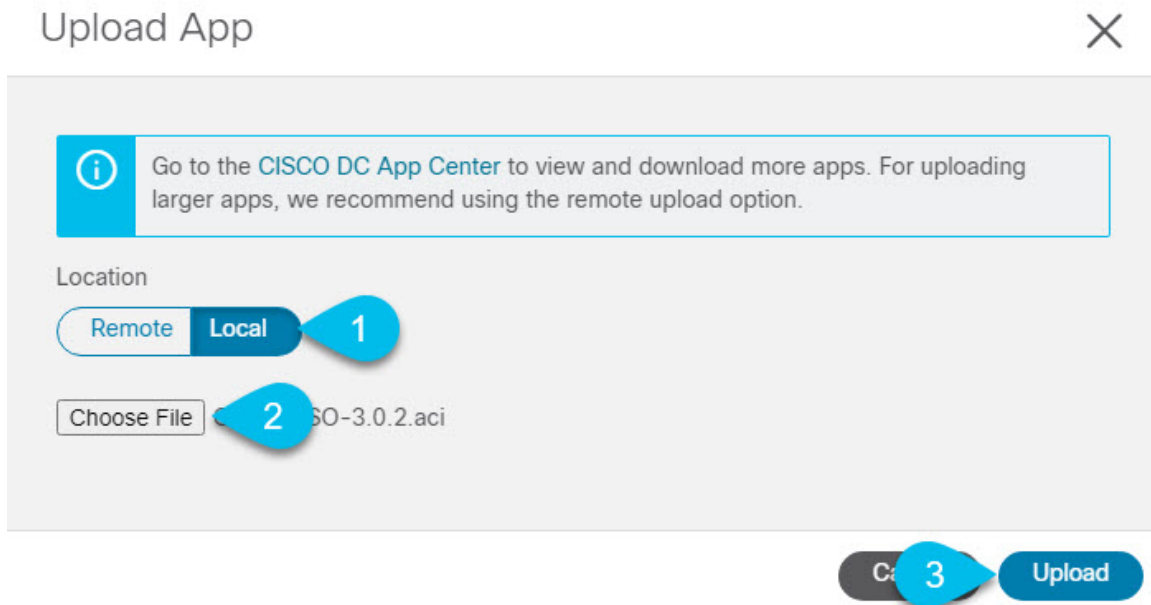 Upload App
Go to the CISCO DC App Center to view and download more apps. For uploading
larger apps, we recommend using the remote upload option.
Location
Remote Local 1
Choose File 2 SO-3.0.2.aci
3 Upload